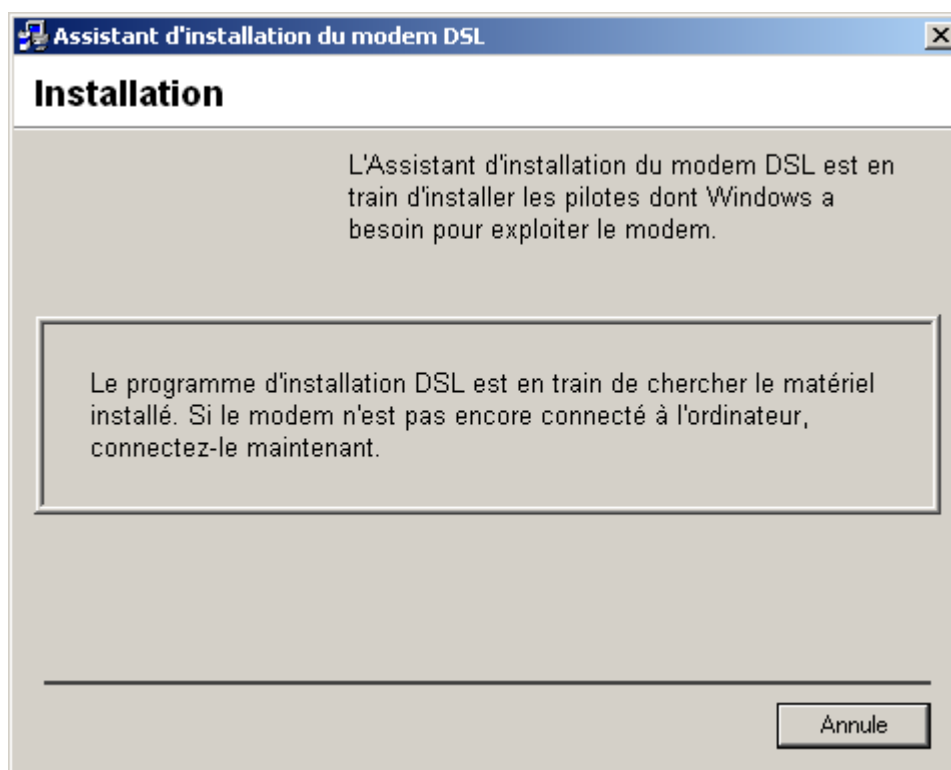 Assistant d'installation du modem DSL
Installation
L'Assistant d'installation du modem DSL est en
train d'installer les pilotes dont Windows a
besoin pour exploiter le modem.
Le programme d'installation DSL est en train de chercher le matériel
installé. Si le modem n'est pas encore connecté à l'ordinateur,
connectez-le maintenant.
Annule